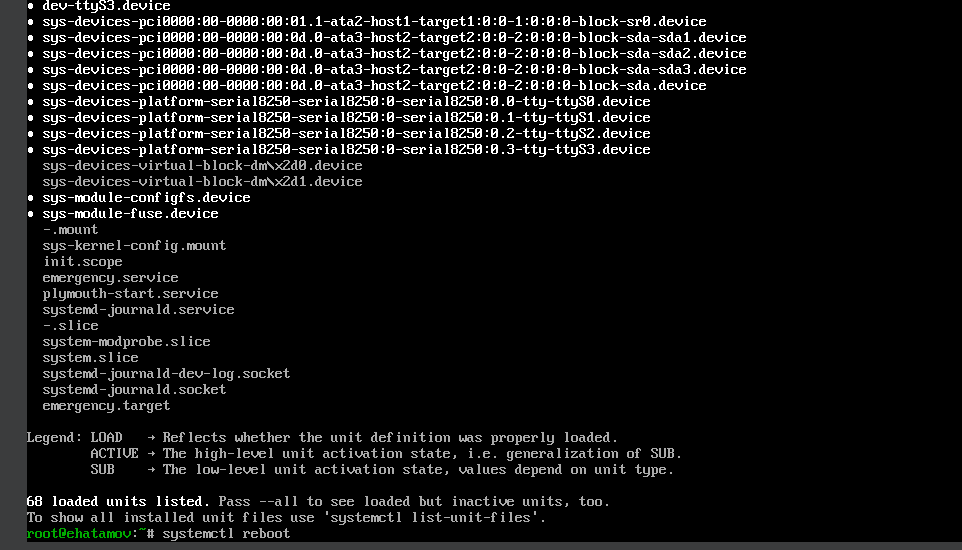 • dev-ttyS3.device
• sys-devices-pci0000:00-0000:00:01.1-ata2-host1-target1:0:0-1:0:0:0-block-sr0.device
• sys-devices-pci0000:00-0000:00:0d.0-ata3-host2-target2:0:0-2:0:0:0-block-sda-sda1.device
• sys-devices-pci0000:00-0000:00:0d.0-ata3-host2-target2:0:0-2:0:0:0-block-sda-sda2.device
• sys-devices-pci0000:00-0000:00:0d.0-ata3-host2-target2:0:0-2:0:0:0-block-sda-sda3.device
• sys-devices-pci0000:00-0000:00:0d.0-ata3-host2-target2:0:0-2:0:0:0-block-sda.device
• sys-devices-platform-serial8250-serial8250:0-serial8250:0.0-tty-ttyS0.device
• sys-devices-platform-serial8250-serial8250:0-serial8250:0.1-tty-ttyS1.device
• sys-devices-platform-serial8250-serial8250:0-serial8250:0.2-tty-ttyS2.device
• sys-devices-platform-serial8250-serial8250:0-serial8250:0.3-tty-ttyS3.device
sys-devices-virtual-block-dm\x2d0.device
sys-devices-virtual-block-dm\x2d1.device
• sys-module-configfs.device
• sys-module-fuse.device
-.mount
sys-kernel-config.mount
init.scope
emergency.service
plymouth-start.service
systemd-journald.service
-.slice
system-modprobe.slice
system.slice
systemd-journald-dev-log.socket
systemd-journald.socket
emergency.target
Legend: LOAD → Reflects whether the unit definition was properly loaded.
ACTIVE → The high-level unit activation state, i.e. generalization of SUB.
SUB → The low-level unit activation state, values depend on unit type.
68 loaded units listed. Pass --all to see loaded but inactive units, too.
To show all installed unit files use 'systemctl list-unit-files'.
root@ehatamov:~# systemctl reboot